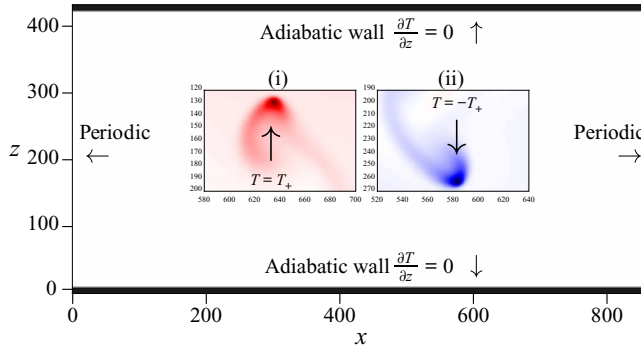 400
300
200
100
0
z
Adiabatic wall ∂T/∂z = 0 ↑
(i)
120
130
140
150
160
170
180
190
200
T = T₊
580 600 620 640 660 680 700
(ii)
190
200
210
220
230
240
250
260
270
T = −T₊
520 540 560 580 600 620 640
Periodic
←
Periodic
→
Adiabatic wall ∂T/∂z = 0 ↓
0 200 400 600 800
x